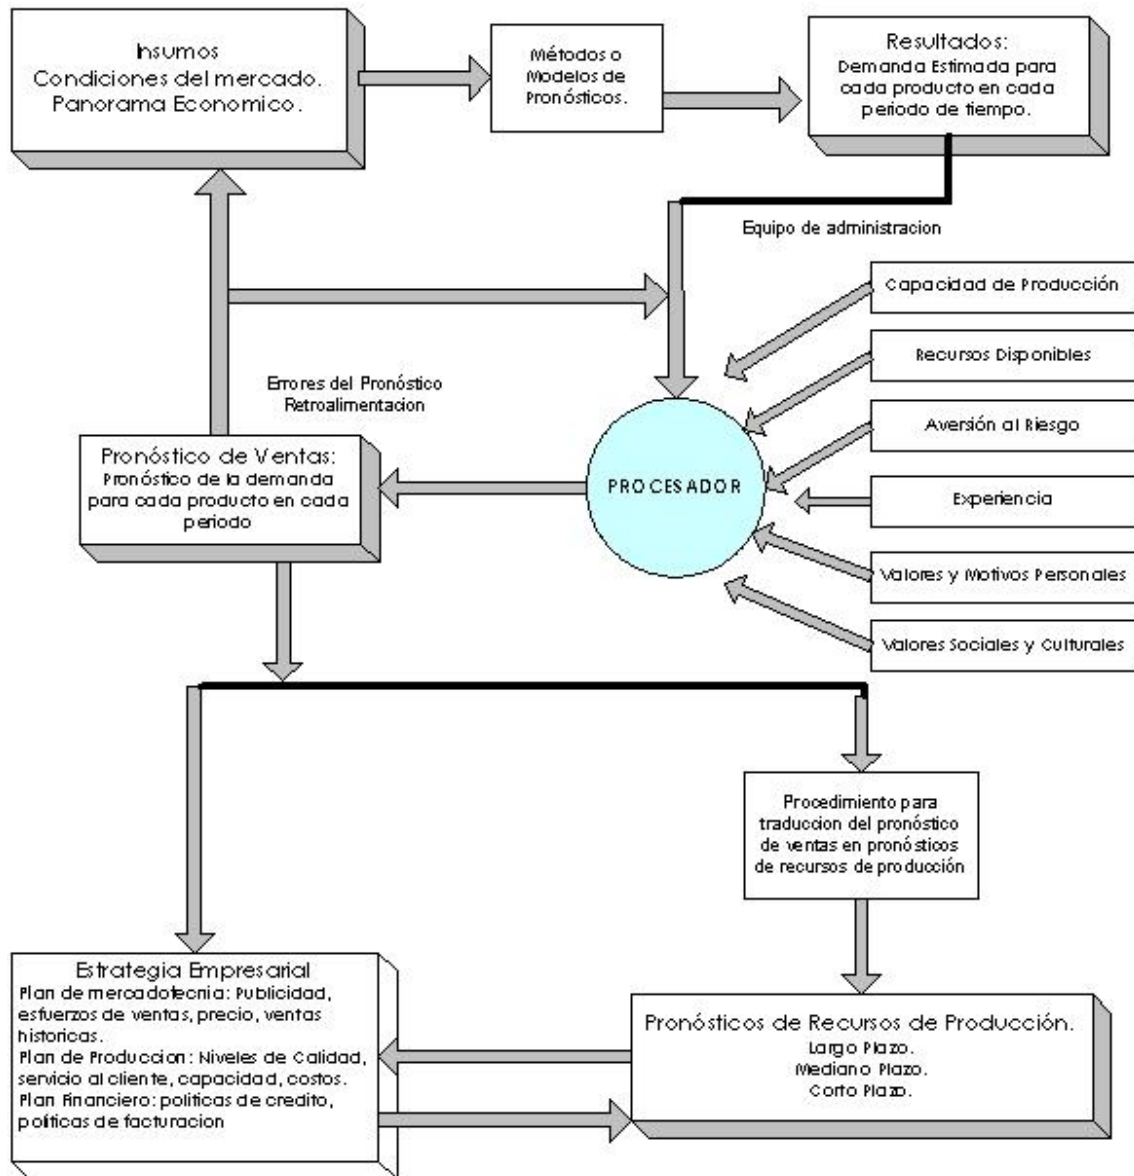 Insumos
Condiciones del mercado.
Panorama Economico.
Métodos o
Modelos de
Pronósticos.
Resultados:
Demanda Estimada para
cada producto en cada
periodo de tiempo.
Equipo de administracion
Capacidad de Producción
Recursos Disponibles
Aversión al Riesgo
Experiencia
Valores y Motivos Personales
Valores Sociales y Culturales
Errores del Pronóstico
Retroalimentacion
Pronóstico de Ventas:
Pronóstico de la demanda
para cada producto en cada
periodo
PROCESADOR
Procedimiento para
traduccion del pronóstico
de ventas en pronósticos
de recursos de producción
Estrategia Empresarial
Plan de mercadotecnia: Publicidad,
esfuerzos de ventas, precio, ventas
historicas.
Plan de Produccion: Niveles de Calidad,
servicio al cliente, capacidad, costos.
Plan Financiero: politicas de credito,
politicas de facturacion
Pronósticos de Recursos de Producción.
Largo Plazo.
Mediano Plazo.
Corto Plazo.